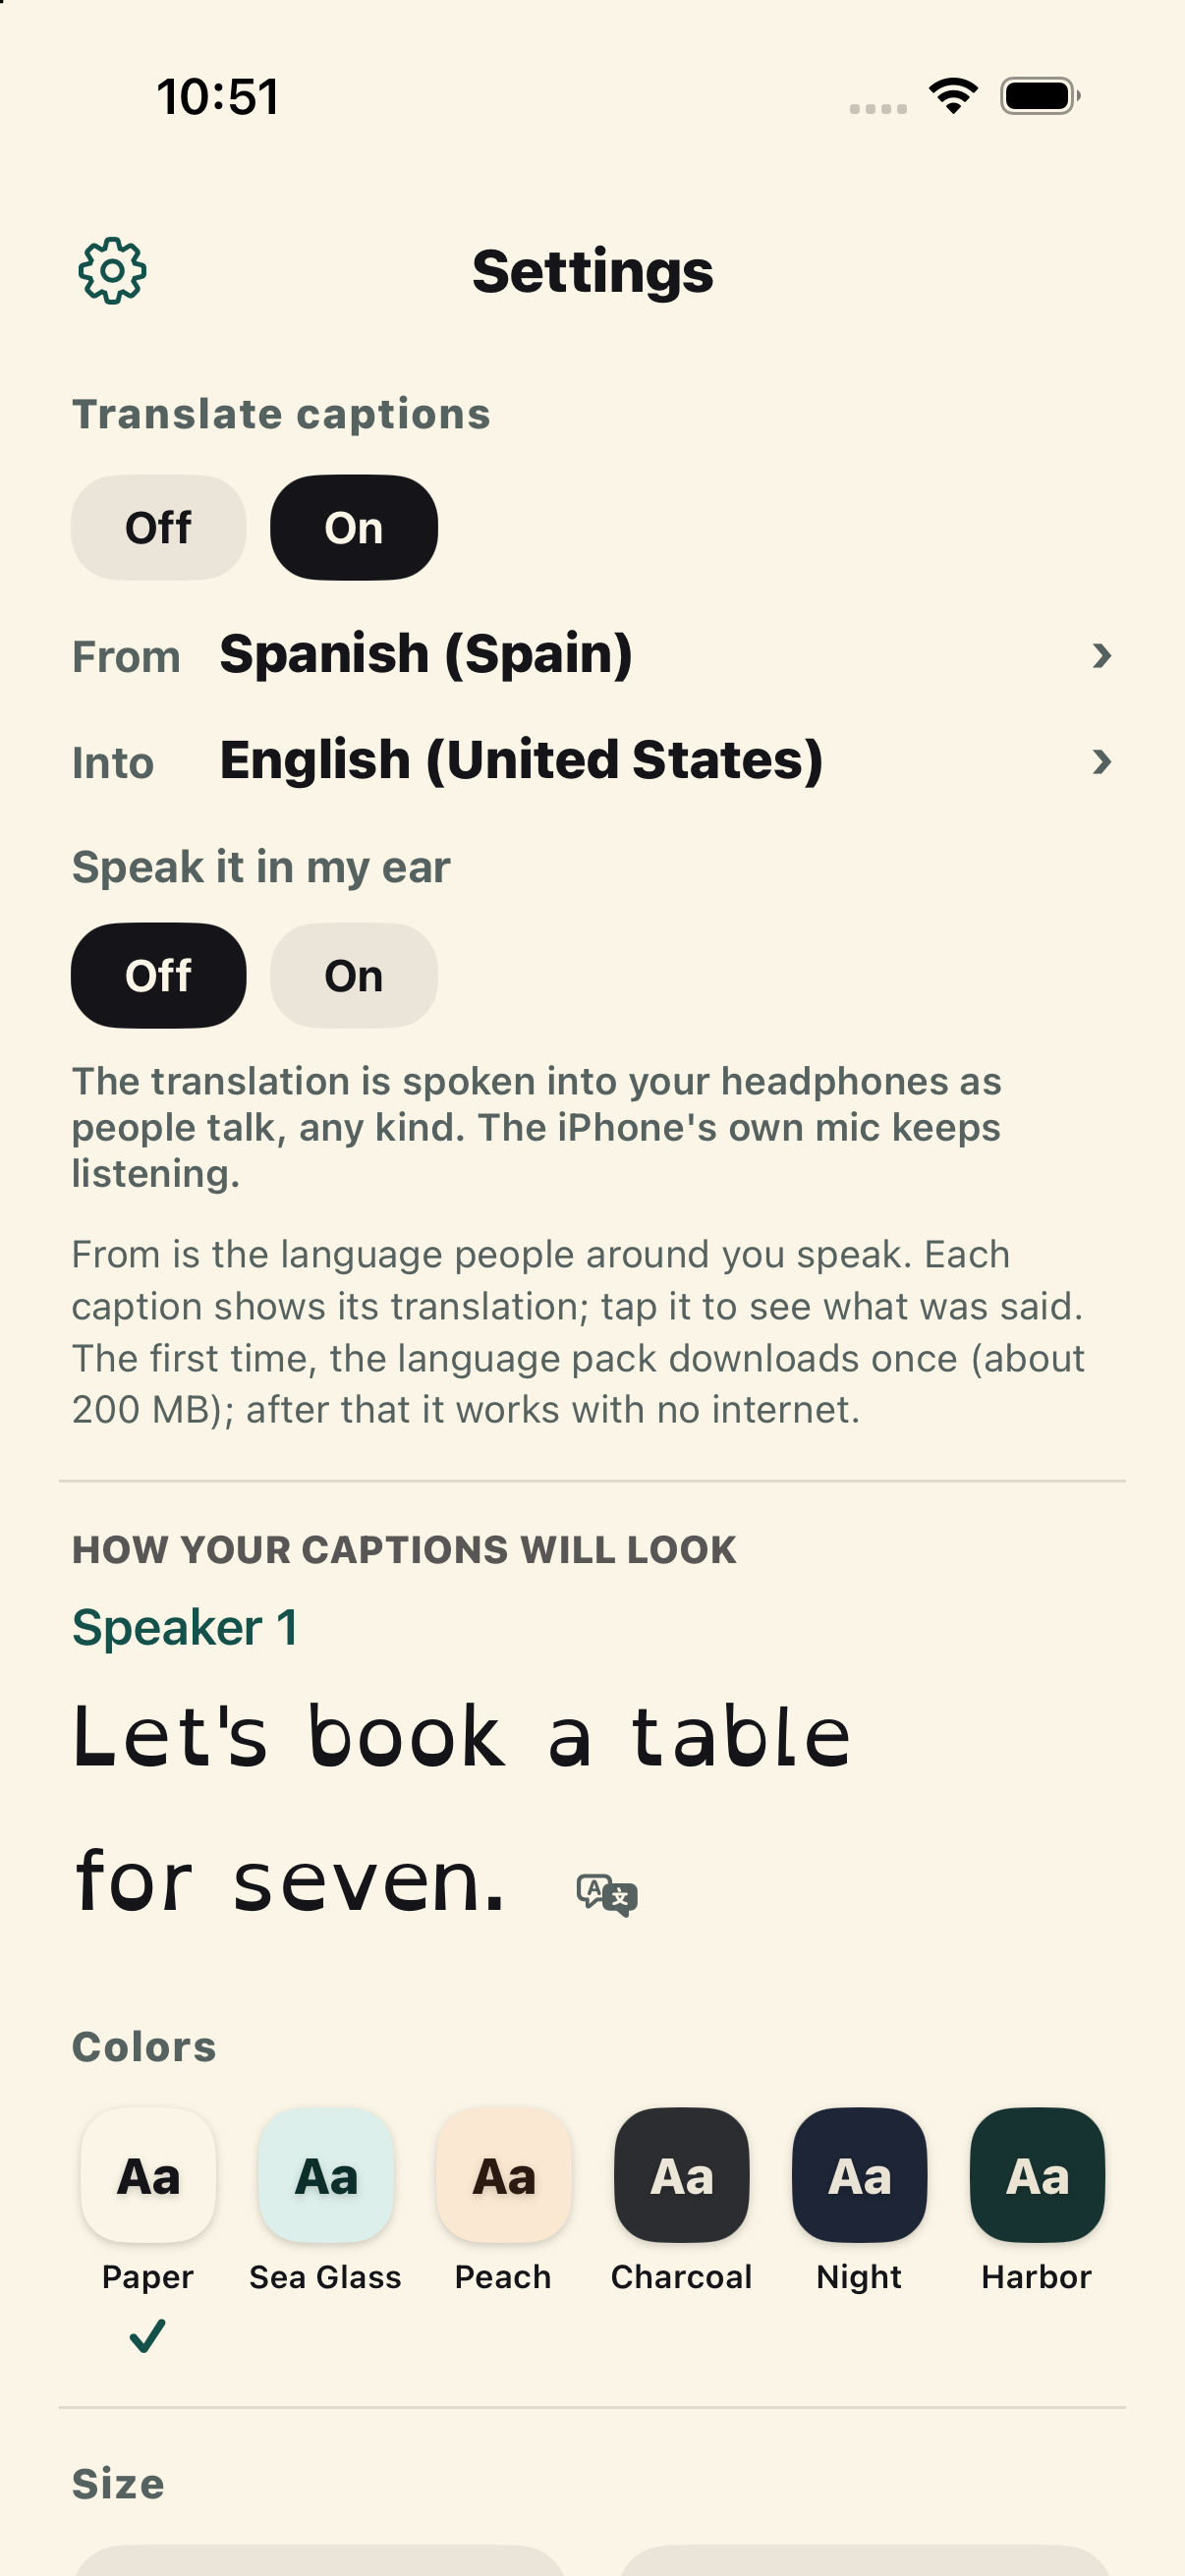 10:51
Settings
Translate captions
Off On
From Spanish (Spain) ›
Into English (United States) ›
Speak it in my ear
Off On
The translation is spoken into your headphones as
people talk, any kind. The iPhone's own mic keeps
listening.
From is the language people around you speak. Each
caption shows its translation; tap it to see what was said.
The first time, the language pack downloads once (about
200 MB); after that it works with no internet.
HOW YOUR CAPTIONS WILL LOOK
Speaker 1
Let's book a table
for seven. A 文
Colors
Aa Aa Aa Aa Aa Aa
Paper Sea Glass Peach Charcoal Night Harbor
Size